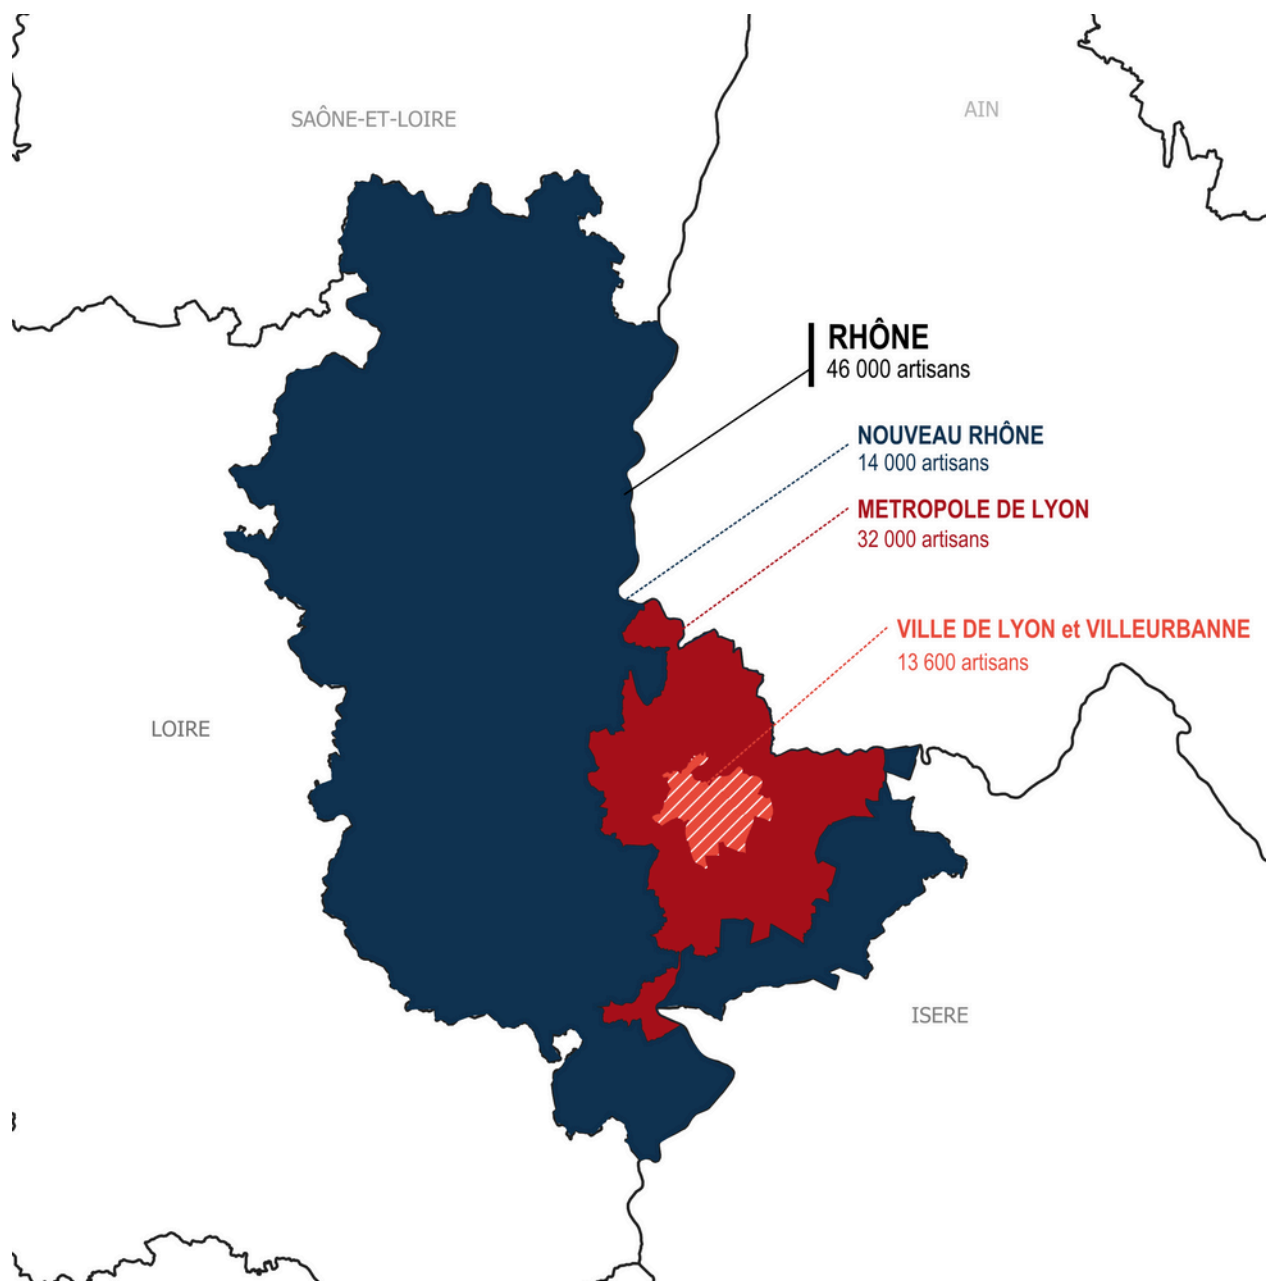 SAÔNE-ET-LOIRE
AIN
RHÔNE
46 000 artisans
NOUVEAU RHÔNE
14 000 artisans
METROPOLE DE LYON
32 000 artisans
VILLE DE LYON et VILLEURBANNE
13 600 artisans
LOIRE
ISERE